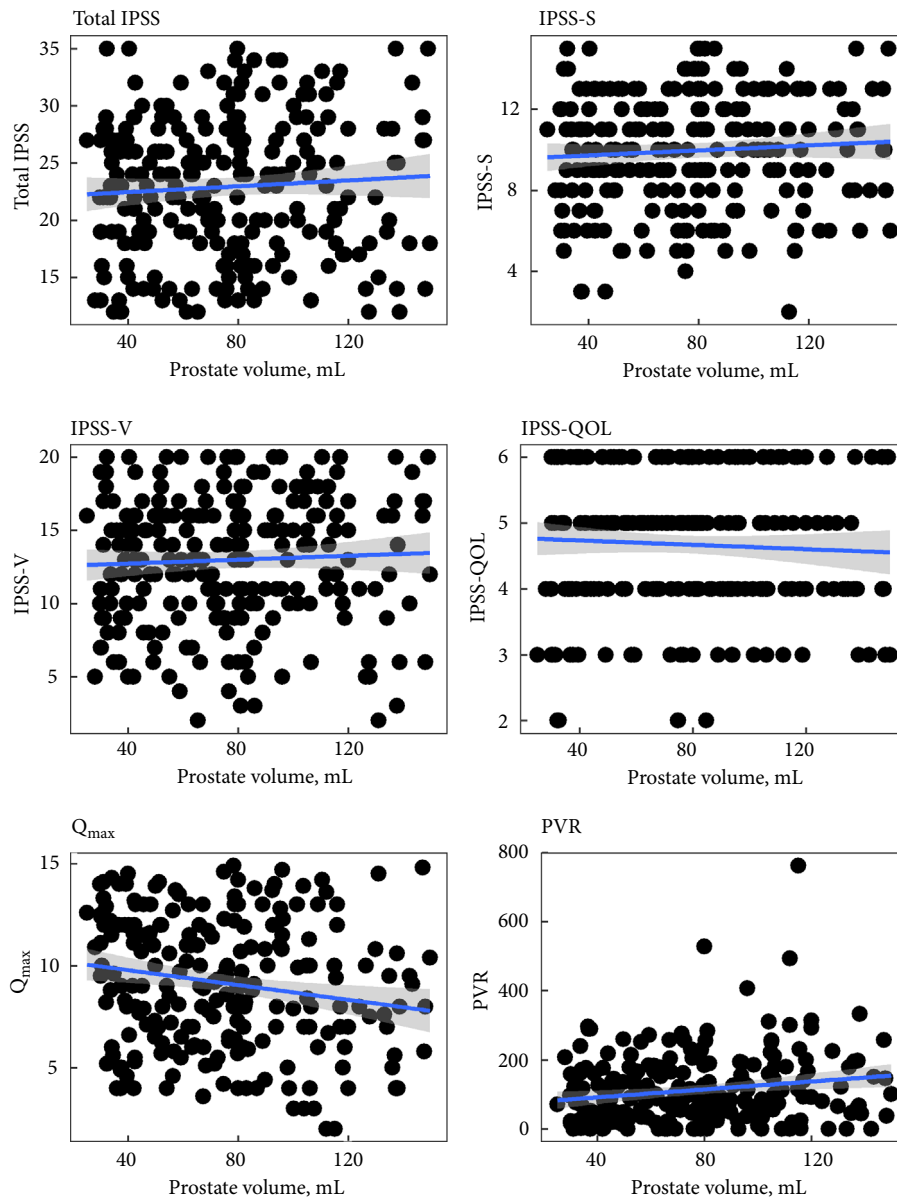 Total IPSS
Total IPSS
35
30
25
20
15
40
80
120
Prostate volume, mL
IPSS-S
IPSS-S
12
8
4
40
80
120
Prostate volume, mL
IPSS-V
IPSS-V
20
15
10
5
40
80
120
Prostate volume, mL
IPSS-QOL
IPSS-QOL
6
5
4
3
2
40
80
120
Prostate volume, mL
Qmax
Qmax
15
10
5
40
80
120
Prostate volume, mL
PVR
PVR
800
600
400
200
0
40
80
120
Prostate volume, mL